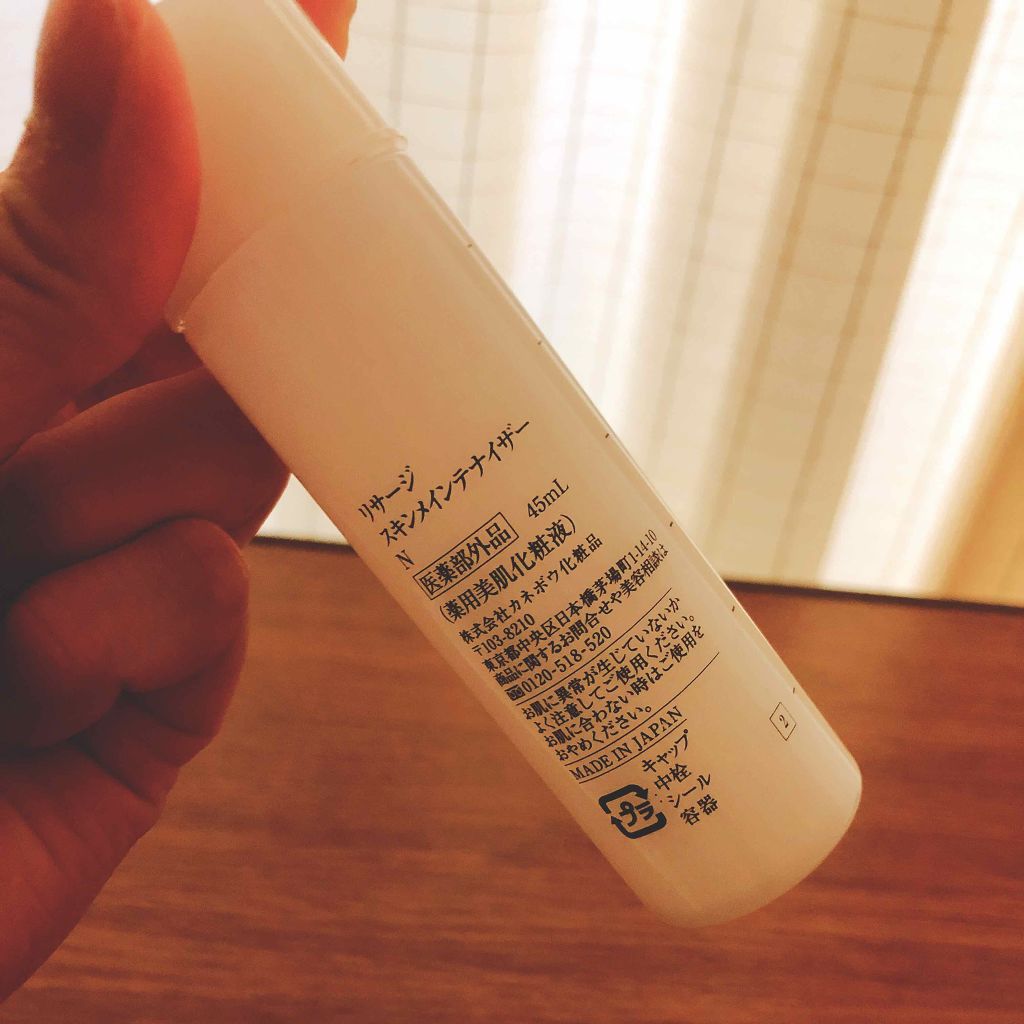 リサージ
スキンメインテナイザー
N
医薬部外品 45mL
(薬用美肌化粧液)
株式会社カネボウ化粧品
〒103-8210
東京都中央区日本橋茅場町1-14-10
商品に関するお問合せや美容相談は
0120-518-520
お肌に異常が生じていないか
よく注意してご使用ください。
お肌に合わない時はご使用を
おやめください。
MADE IN JAPAN
プラ
キャップ
中栓
シール
容器
2